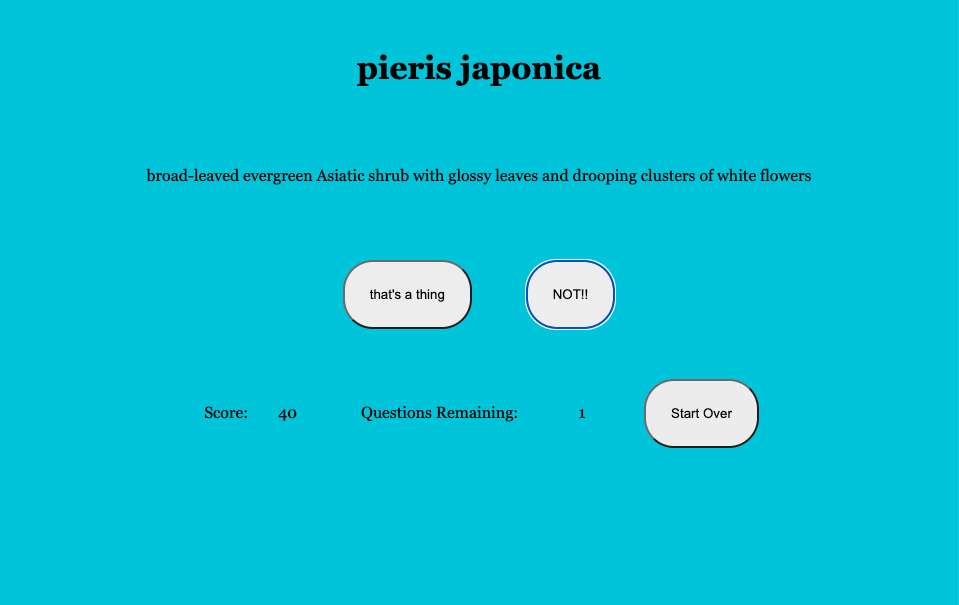 pieris japonica
broad-leaved evergreen Asiatic shrub with glossy leaves and drooping clusters of white flowers
that's a thing NOT!!
Score: 40 Questions Remaining: 1 Start Over